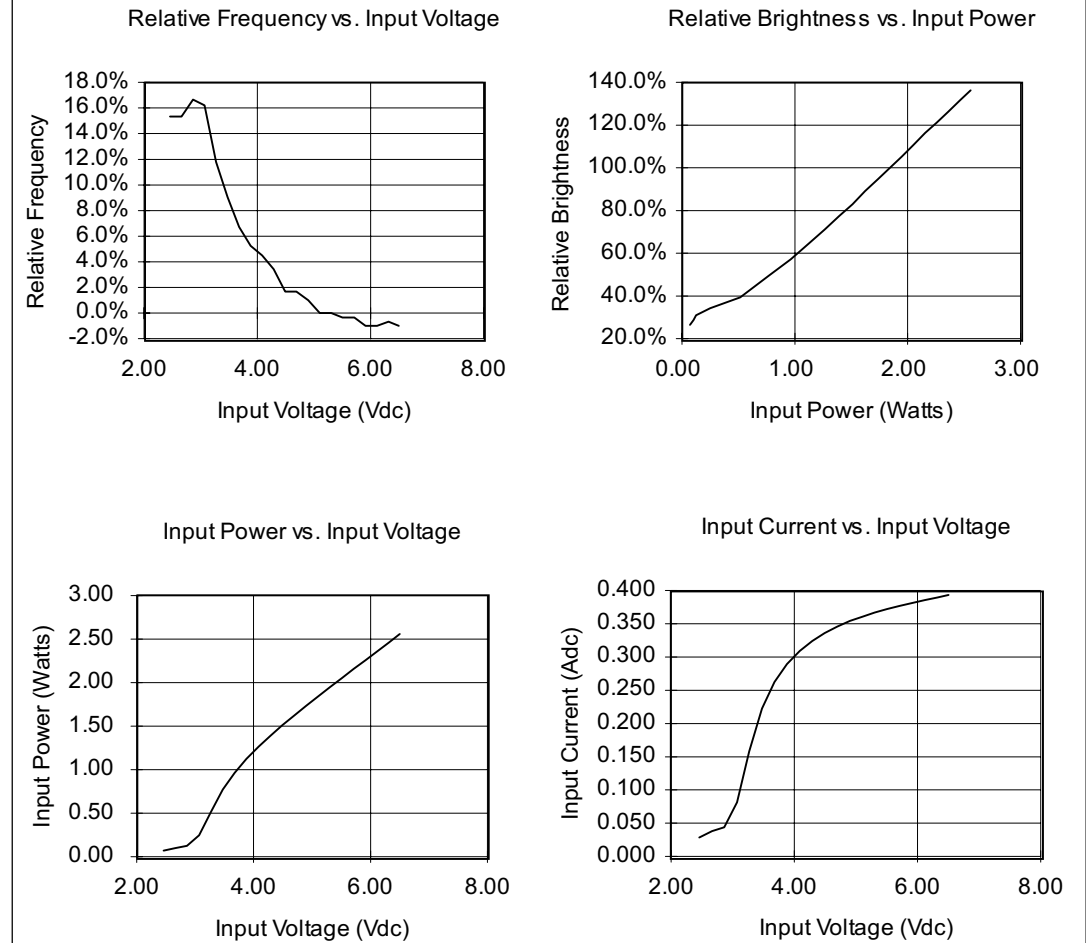 Relative Frequency vs. Input Voltage
18.0%
16.0%
14.0%
12.0%
10.0%
8.0%
6.0%
4.0%
2.0%
0.0%
-2.0%
Relative Frequency
2.00 4.00 6.00 8.00
Input Voltage (Vdc)
Relative Brightness vs. Input Power
140.0%
120.0%
100.0%
80.0%
60.0%
40.0%
20.0%
Relative Brightness
0.00 1.00 2.00 3.00
Input Power (Watts)
Input Power vs. Input Voltage
3.00
2.50
2.00
1.50
1.00
0.50
0.00
Input Power (Watts)
2.00 4.00 6.00 8.00
Input Voltage (Vdc)
Input Current vs. Input Voltage
0.400
0.350
0.300
0.250
0.200
0.150
0.100
0.050
0.000
Input Current (Adc)
2.00 4.00 6.00 8.00
Input Voltage (Vdc)